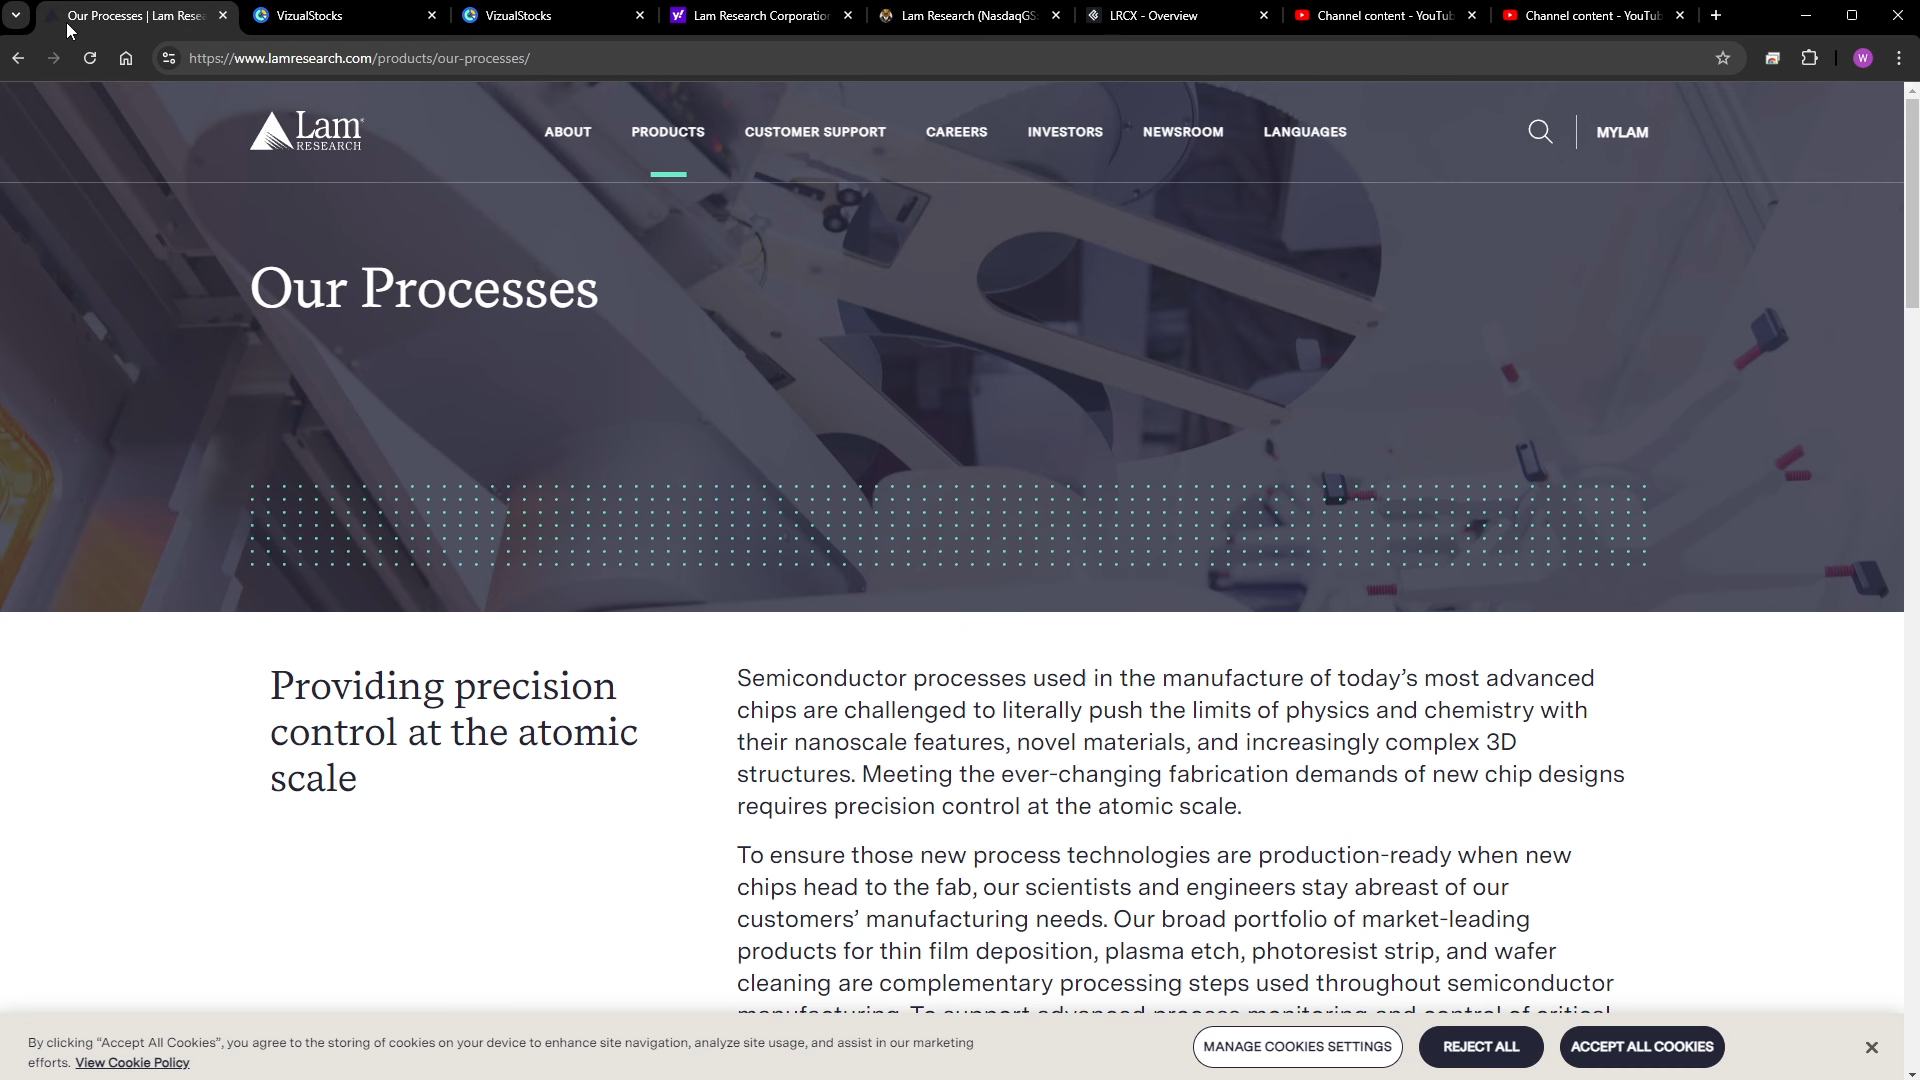 Our Processes | Lam Rese
VizualStocks
VizualStocks
Lam Research Corporation
Lam Research (NasdaqGS:
LRCX - Overview
Channel content - YouTub
Channel content - YouTub
https://www.lamresearch.com/products/our-processes/
W
Lam
RESEARCH
ABOUT
PRODUCTS
CUSTOMER SUPPORT
CAREERS
INVESTORS
NEWSROOM
LANGUAGES
MYLAM
Our Processes
Providing precision
control at the atomic
scale
Semiconductor processes used in the manufacture of today’s most advanced
chips are challenged to literally push the limits of physics and chemistry with
their nanoscale features, novel materials, and increasingly complex 3D
structures. Meeting the ever-changing fabrication demands of new chip designs
requires precision control at the atomic scale.
To ensure those new process technologies are production-ready when new
chips head to the fab, our scientists and engineers stay abreast of our
customers’ manufacturing needs. Our broad portfolio of market-leading
products for thin film deposition, plasma etch, photoresist strip, and wafer
cleaning are complementary processing steps used throughout semiconductor
manufacturing. To support advanced process monitoring and control of critical
By clicking “Accept All Cookies”, you agree to the storing of cookies on your device to enhance site navigation, analyze site usage, and assist in our marketing
efforts. View Cookie Policy
MANAGE COOKIES SETTINGS
REJECT ALL
ACCEPT ALL COOKIES